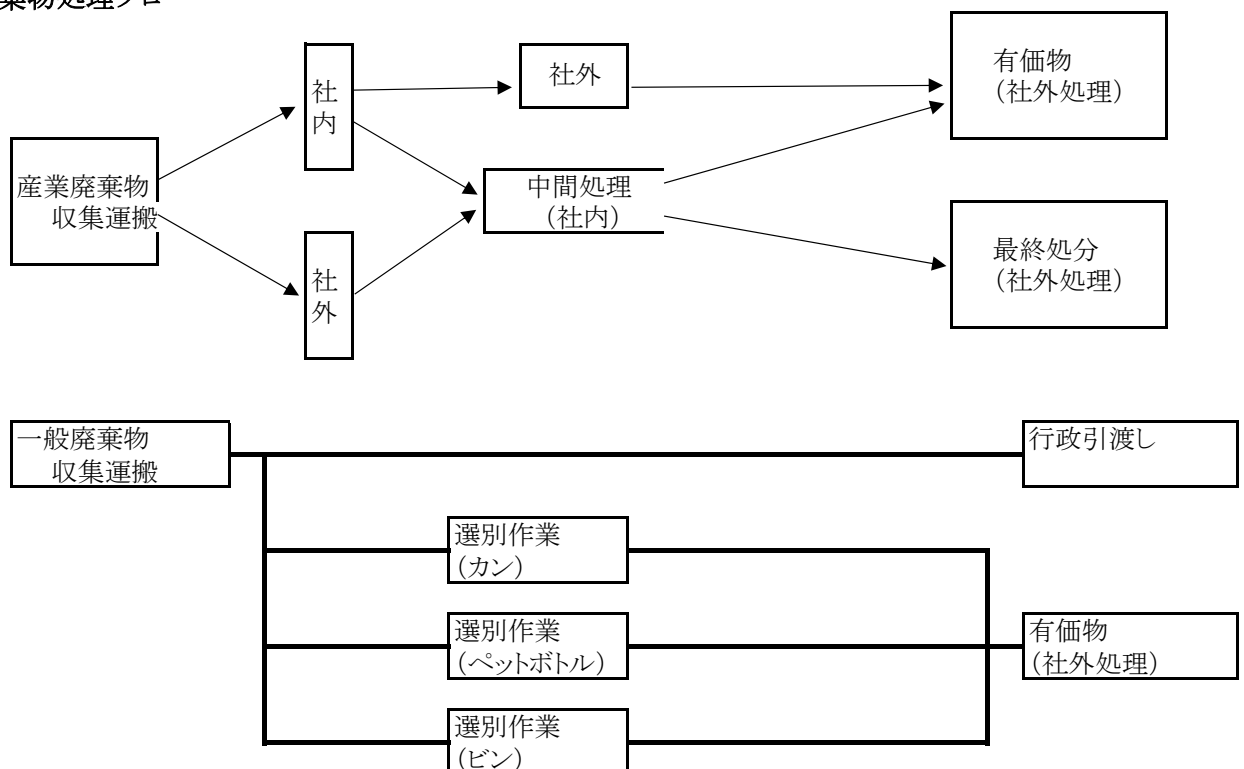 棄物処理フロー
産業廃棄物
収集運搬
社
内
社
外
社外
中間処理
(社内)
有価物
(社外処理)
最終処分
(社外処理)
一般廃棄物
収集運搬
行政引渡し
選別作業
(カン)
選別作業
(ペットボトル)
選別作業
(ビン)
有価物
(社外処理)